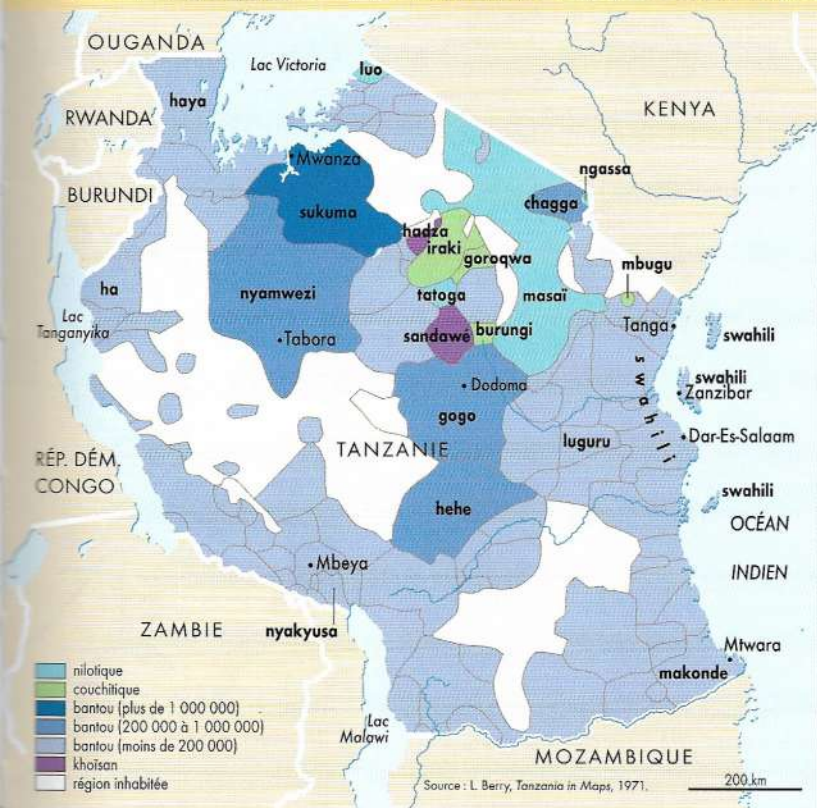 OUGANDA
Lac Victoria
luo
haya
RWANDA
KENYA
Mwanza
ngassa
BURUNDI
chagga
sukuma
hadza
iraki
goroqwa
mbugu
ha
nyamwezi
tatoga
masaï
Lac
Tanganyika
Tabora
sandawé
burungi
Tanga
swahili
swahili
swahili
Zanzibar
Dodoma
gogo
TANZANIE
luguru
Dar-Es-Salaam
RÉP. DÉM.
CONGO
hehe
swahili
OCÉAN
INDIEN
Mbeya
ZAMBIE
nyakyusa
Mtwara
makonde
nilotique
couchitique
bantou (plus de 1 000 000)
bantou (200 000 à 1 000 000)
bantou (moins de 200 000)
khoïsan
région inhabitée
Lac
Malawi
MOZAMBIQUE
Source : L. Berry, Tanzania in Maps, 1971.
200 km